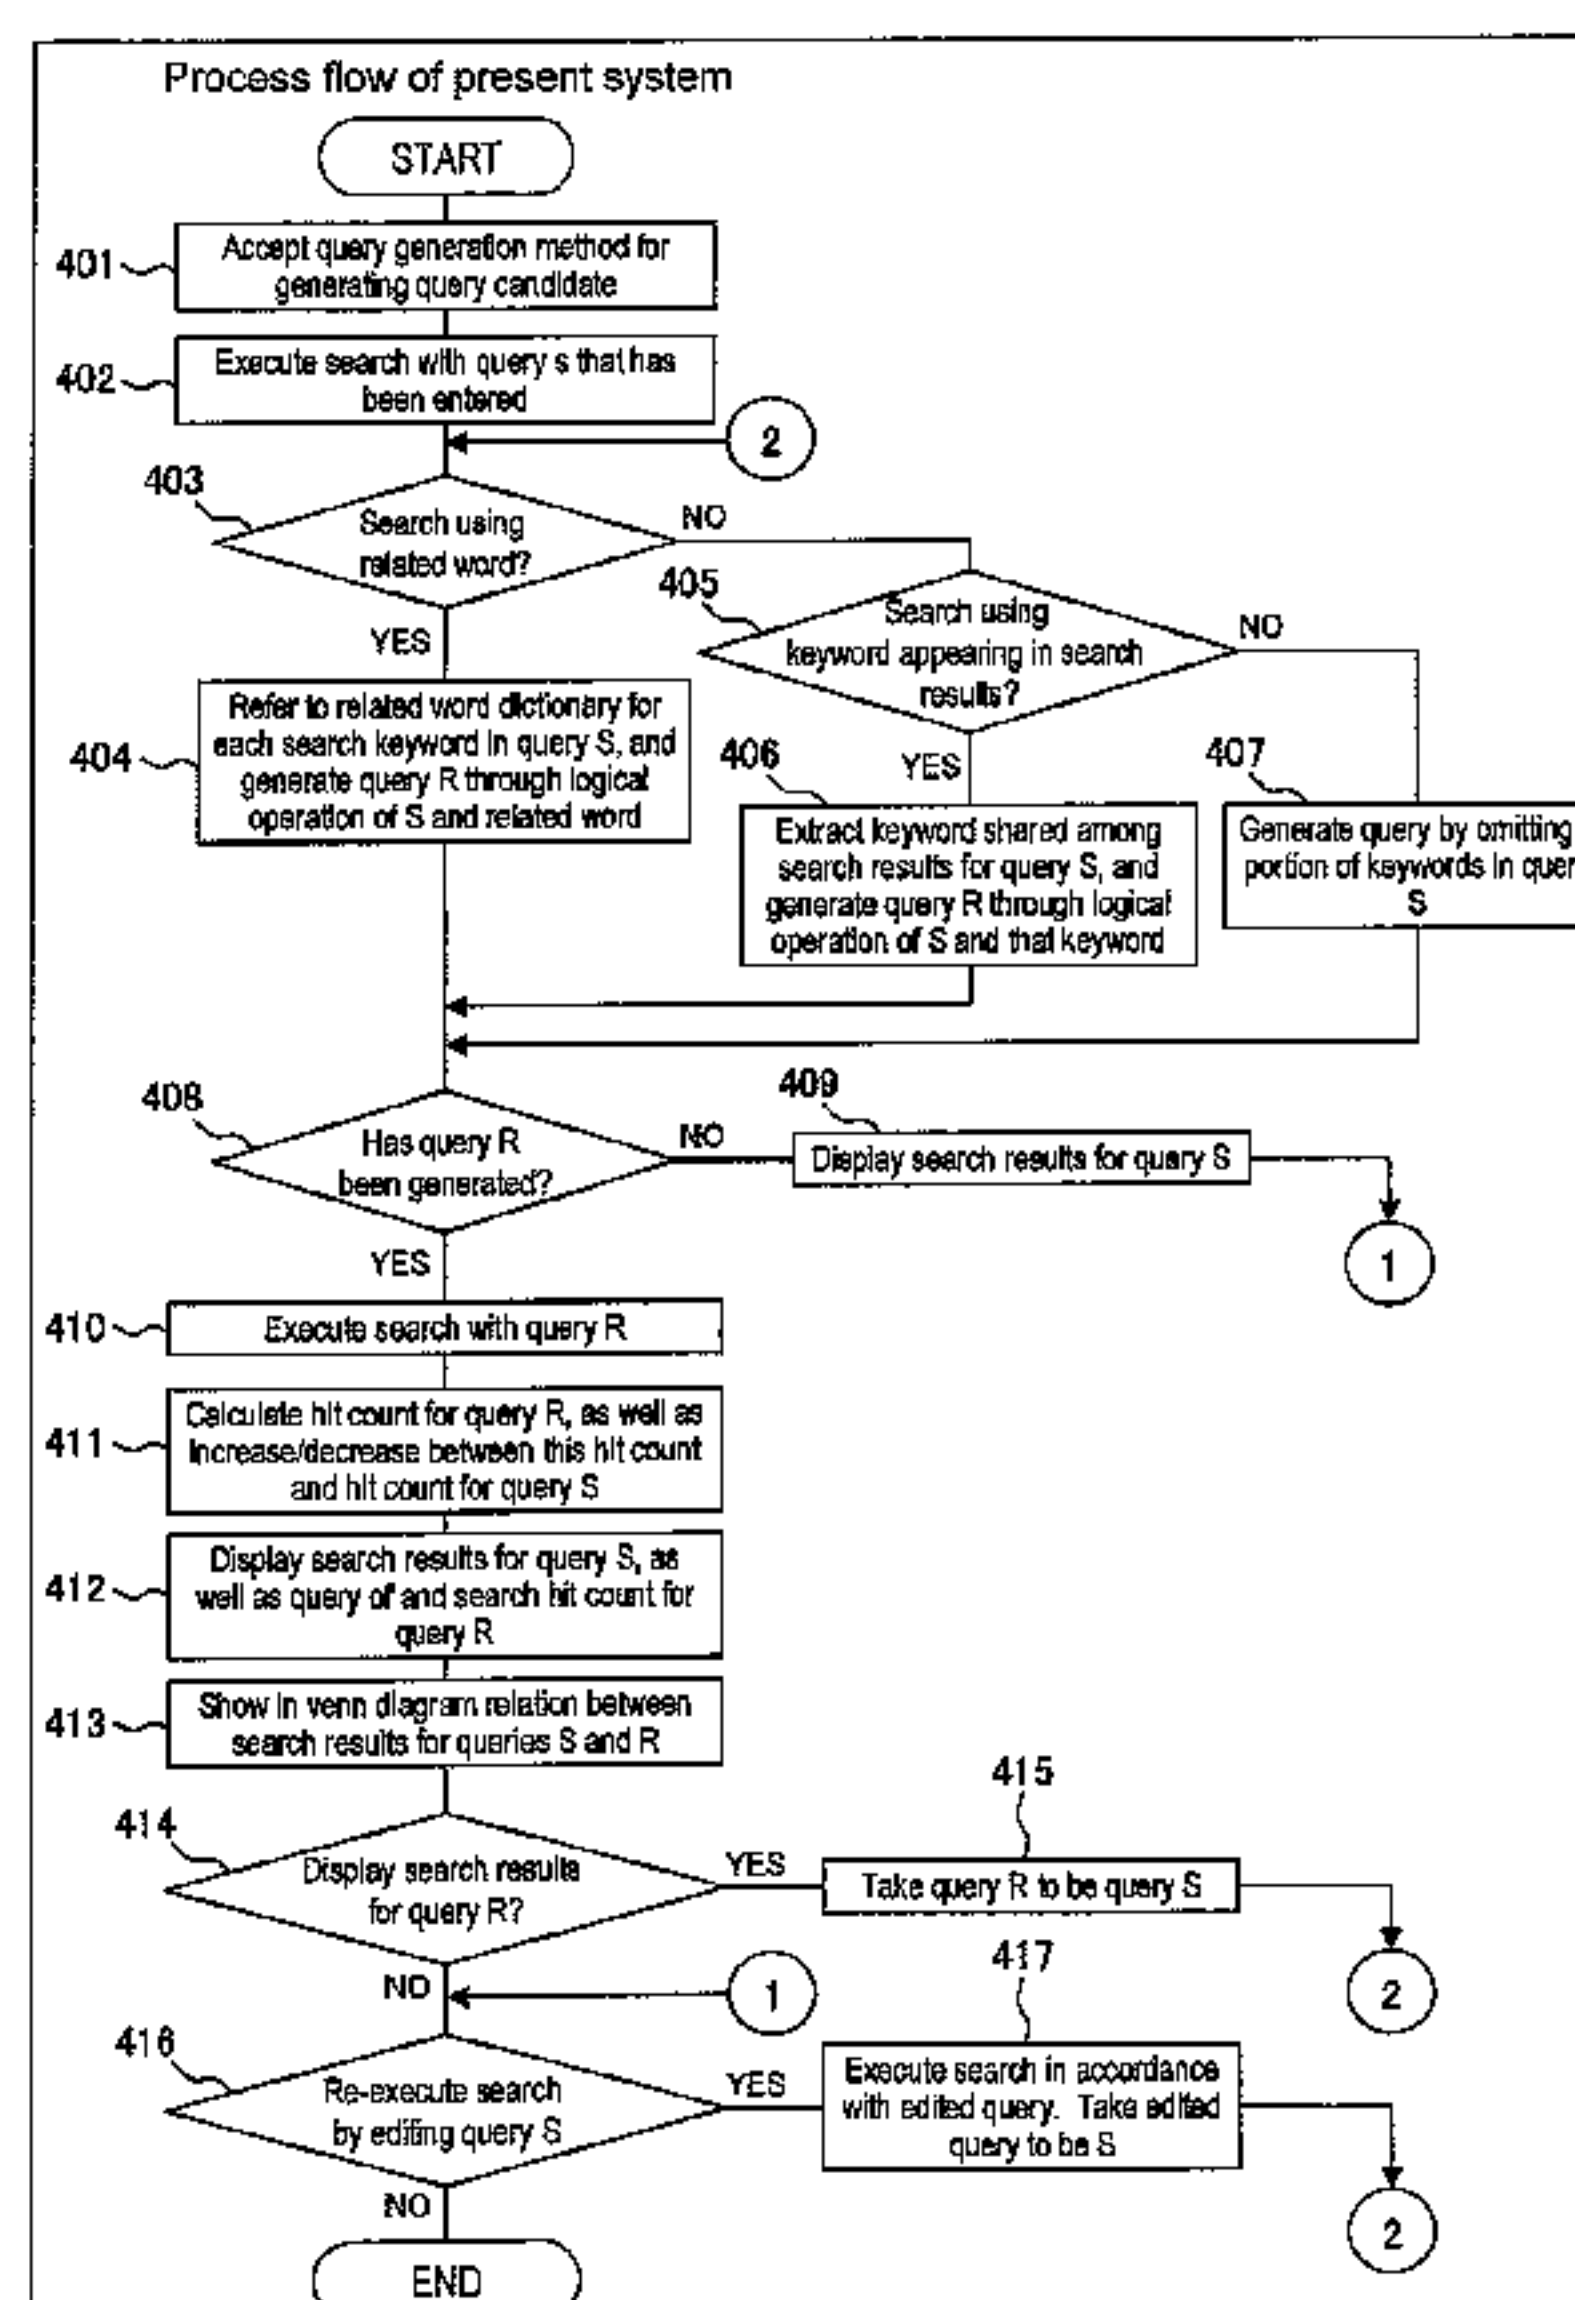 Process flow of present system
START
401
Accept query generation method for
generating query candidate
402
Execute search with query s that has
been entered
2
403
Search using
related word?
NO
YES
405
Search using
keyword appearing in search
results?
NO
YES
404
Refer to related word dictionary for
each search keyword in query S, and
generate query R through logical
operation of S and related word
406
Extract keyword shared among
search results for query S, and
generate query R through logical
operation of S and that keyword
407
Generate query by omitting
portion of keywords in quer
S
408
Has query R
been generated?
NO
YES
409
Display search results for query S
1
410
Execute search with query R
411
Calculate hit count for query R, as well as
increase/decrease between this hit count
and hit count for query S
412
Display search results for query S, as
well as query of and search hit count for
query R
413
Show in venn diagram relation between
search results for queries S and R
414
Display search results
for query R?
YES
NO
415
Take query R to be query S
2
1
416
Re-execute search
by editing query S
YES
NO
417
Execute search in accordance
with edited query. Take edited
query to be S
2
END